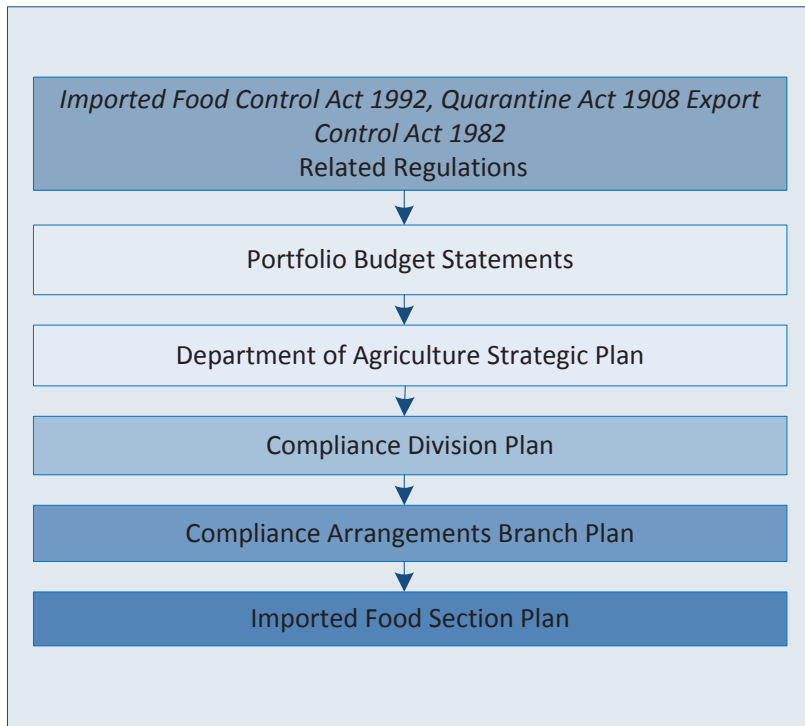 Imported Food Control Act 1992, Quarantine Act 1908 Export
Control Act 1982
Related Regulations
Portfolio Budget Statements
Department of Agriculture Strategic Plan
Compliance Division Plan
Compliance Arrangements Branch Plan
Imported Food Section Plan